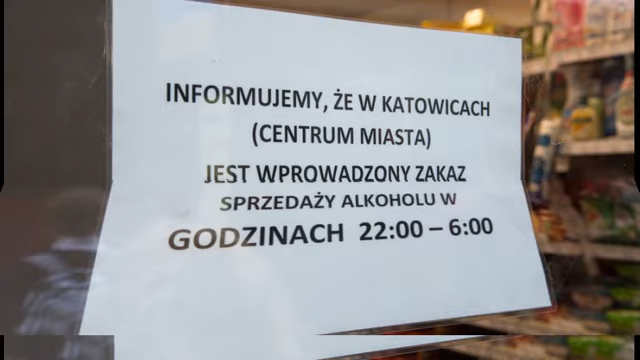 INFORMUJEMY, ŻE W KATOWICACH
(CENTRUM MIASTA)
JEST WPROWADZONY ZAKAZ
SPRZEDAŻY ALKOHOLU W
GODZINACH 22:00 – 6:00